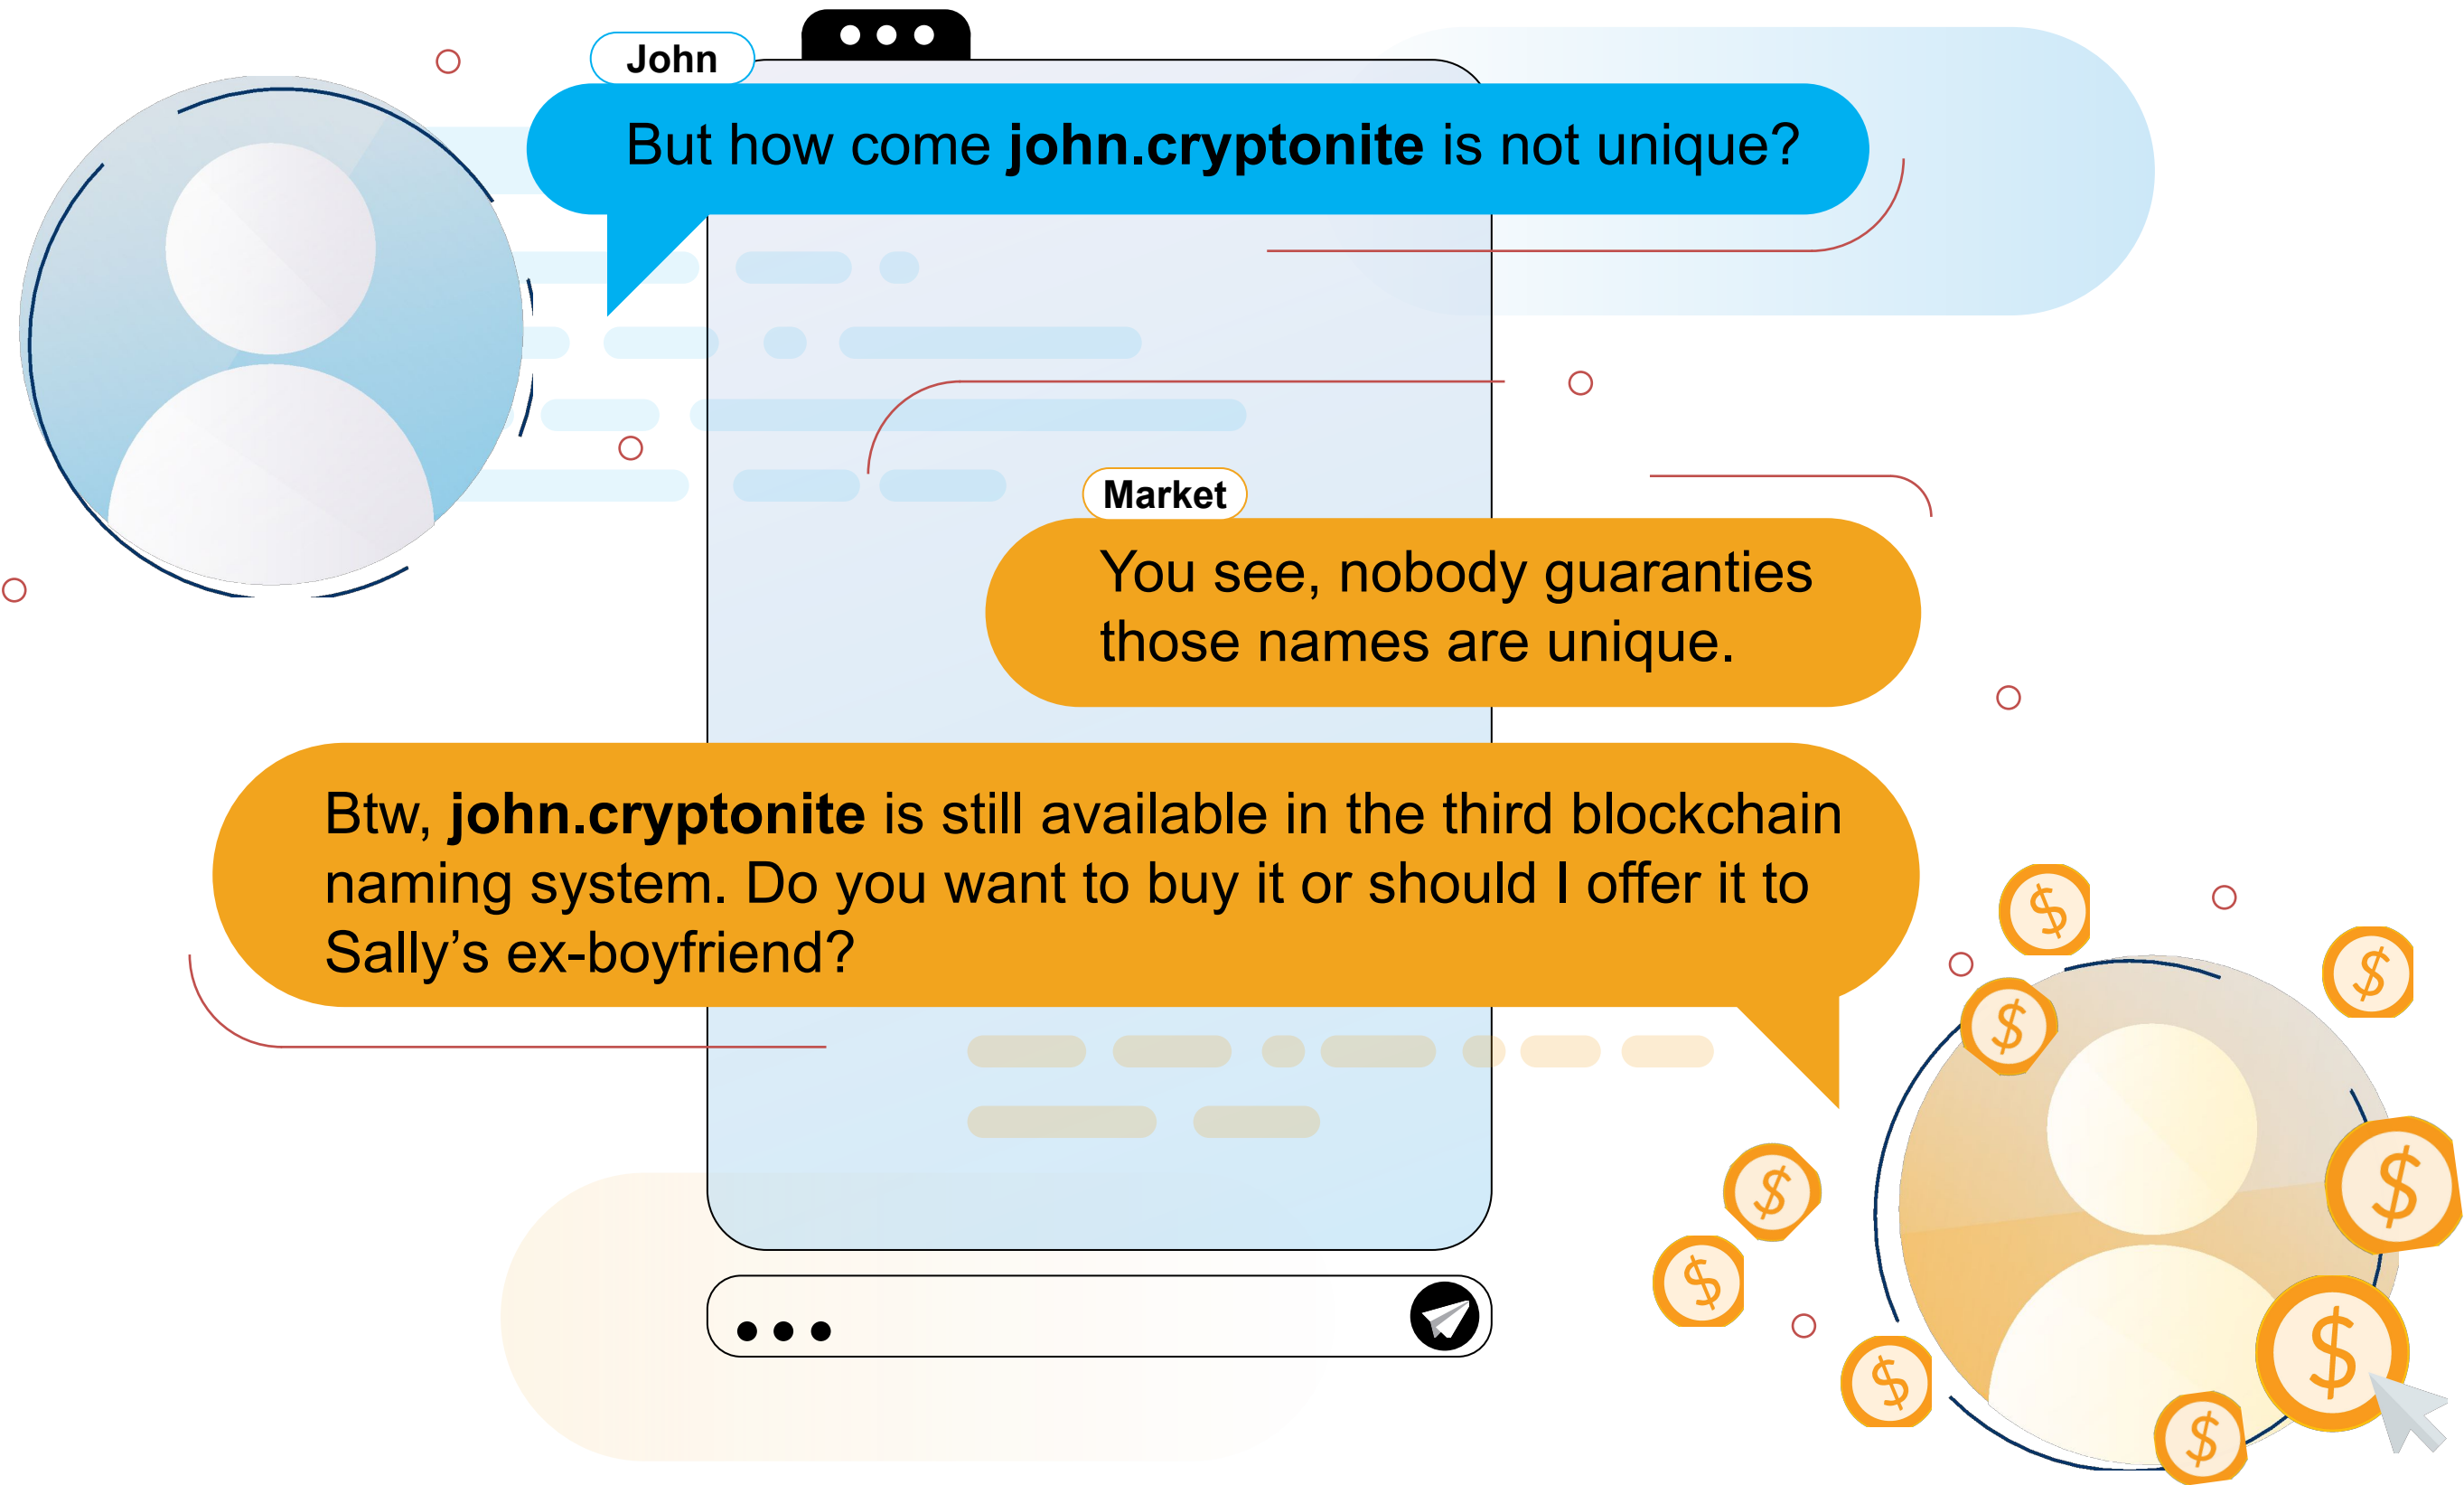 John
But how come john.cryptonite is not unique?
Market
You see, nobody guaranties
those names are unique.
Btw, john.cryptonite is still available in the third blockchain
naming system. Do you want to buy it or should I offer it to
Sally’s ex-boyfriend?
$
$
$
$
$
$
$
$
$